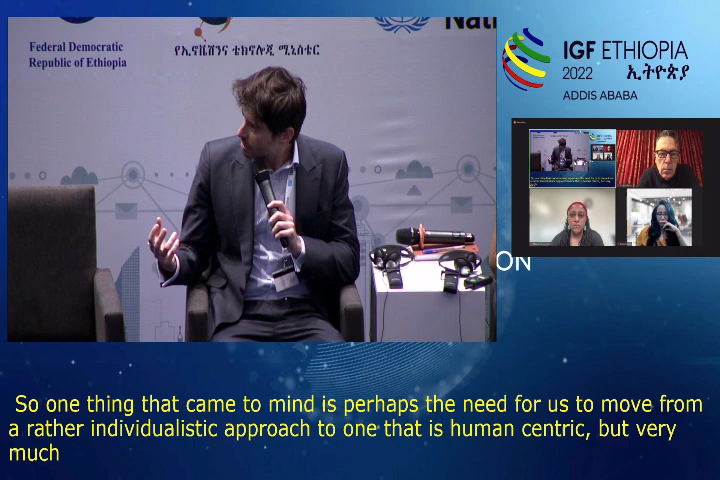 Federal Democratic
Republic of Ethiopia
የኢኖቬሽንና ቴክኖሎጂ ሚኒስቴር
Nati
IGF ETHIOPIA
2022 ኢትዮጵያ
ADDIS ABABA
ON
So one thing that came to mind is perhaps the need for us to move from
a rather individualistic approach to one that is human centric, but very
much